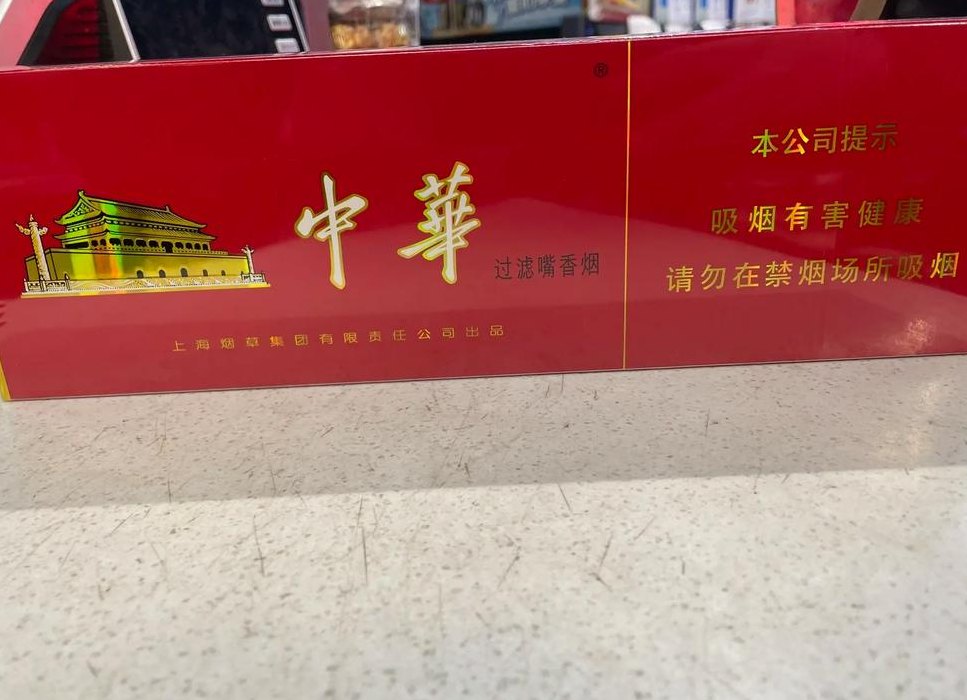 ®
中華
过滤嘴香烟
上海烟草集团有限责任公司出品
本公司提示
吸烟有害健康
请勿在禁烟场所吸烟